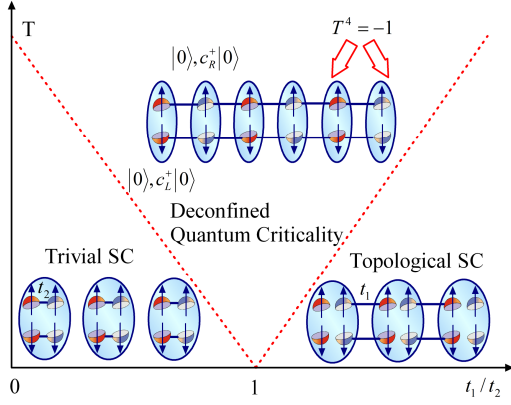 T
T⁴ = −1
|0⟩, c_R^+|0⟩
|0⟩, c_L^+|0⟩
Deconfined
Quantum Criticality
Trivial SC
Topological SC
t₂
t₁
0
1
t₁/t₂